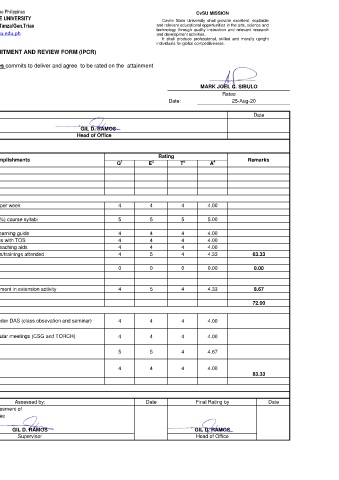 Philippines
E UNIVERSITY
Tanza/Gen.Trias
su.edu.ph
CvSU MISSION
Cavite State University shall provide excellent, equitable
and relevant educational opportunities in the arts, science and
technology through quality instruction and relevant research
and development activities.
It shall produce professional, skilled and morally upright
individuals for global competitiveness.
MITMENT AND REVIEW FORM (IPCR)
es commits to deliver and agree to be rated on the attainment
MARK JOEL C. SIBULO
Ratee
Date: 25-Aug-20
Date
GIL D. RAMOS
Head of Office
mplishments Rating Remarks
Q1 E2 T3 A4
per week 4 4 4 4.00
%) course syllabi 5 5 5 5.00
earning guide 4 4 4 4.00
s with TOS 4 4 4 4.00
eaching aids 4 4 4 4.00
s/trainings attended 4 5 4 4.33 63.33
0 0 0 0.00 0.00
ment in extension activity 4 5 4 4.33 8.67
72.00
der DAS (class observation and seminar) 4 4 4 4.00
ular meetings (CSG and TORCH) 4 4 4 4.00
5 5 4 4.67
4 4 4 4.00
83.33
Assessed by: Date Final Rating by Date
essment of
GIL D. RAMOS GIL D. RAMOS
Supervisor Head of Office